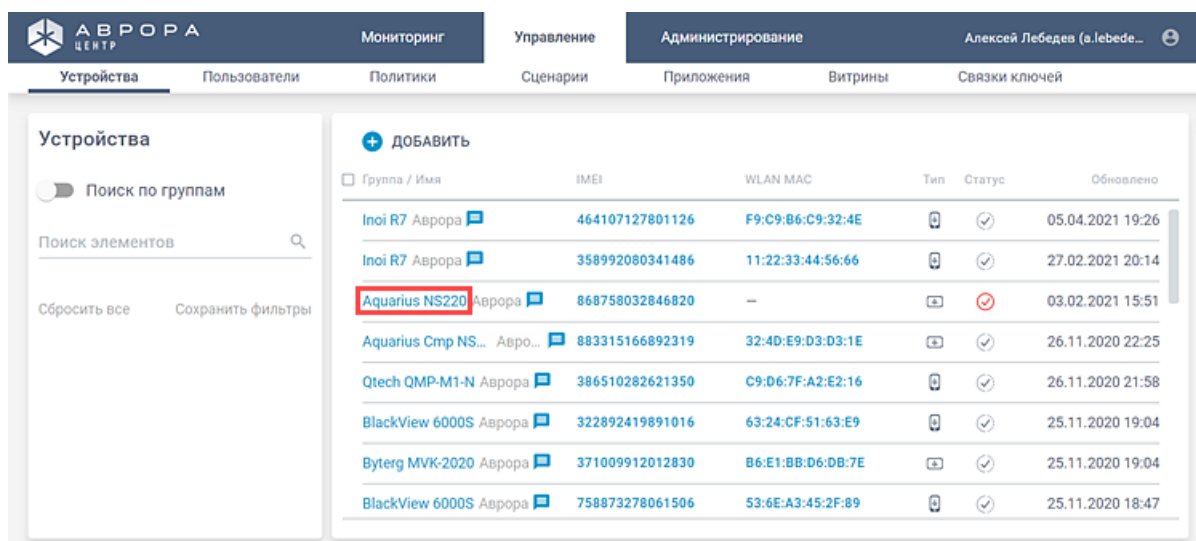 АВРОРА
ЦЕНТР
Мониторинг Управление Администрирование Алексей Лебедев (a.lebede...
Устройства Пользователи Политики Сценарии Приложения Витрины Связки ключей
Устройства
ДОБАВИТЬ
Поиск по группам
Группа / Имя IMEI WLAN MAC Тип Статус Обновлено
Inoi R7 Аврора 464107127801126 F9:C9:B6:C9:32:4E 05.04.2021 19:26
Поиск элементов
Inoi R7 Аврора 358992080341486 11:22:33:44:56:66 27.02.2021 20:14
Сбросить все Сохранить фильтры
Aquarius NS220 Аврора 868758032846820 — 03.02.2021 15:51
Aquarius Cmp NS... Авро... 883315166892319 32:4D:E9:D3:D3:1E 26.11.2020 22:25
Qtech QMP-M1-N Аврора 386510282621350 C9:D6:7F:A2:E2:16 26.11.2020 21:58
BlackView 6000S Аврора 322892419891016 63:24:CF:51:63:E9 25.11.2020 19:04
Byterg MVK-2020 Аврора 371009912012830 B6:E1:BB:D6:DB:7E 25.11.2020 19:04
BlackView 6000S Аврора 758873278061506 53:6E:A3:45:2F:89 25.11.2020 18:47